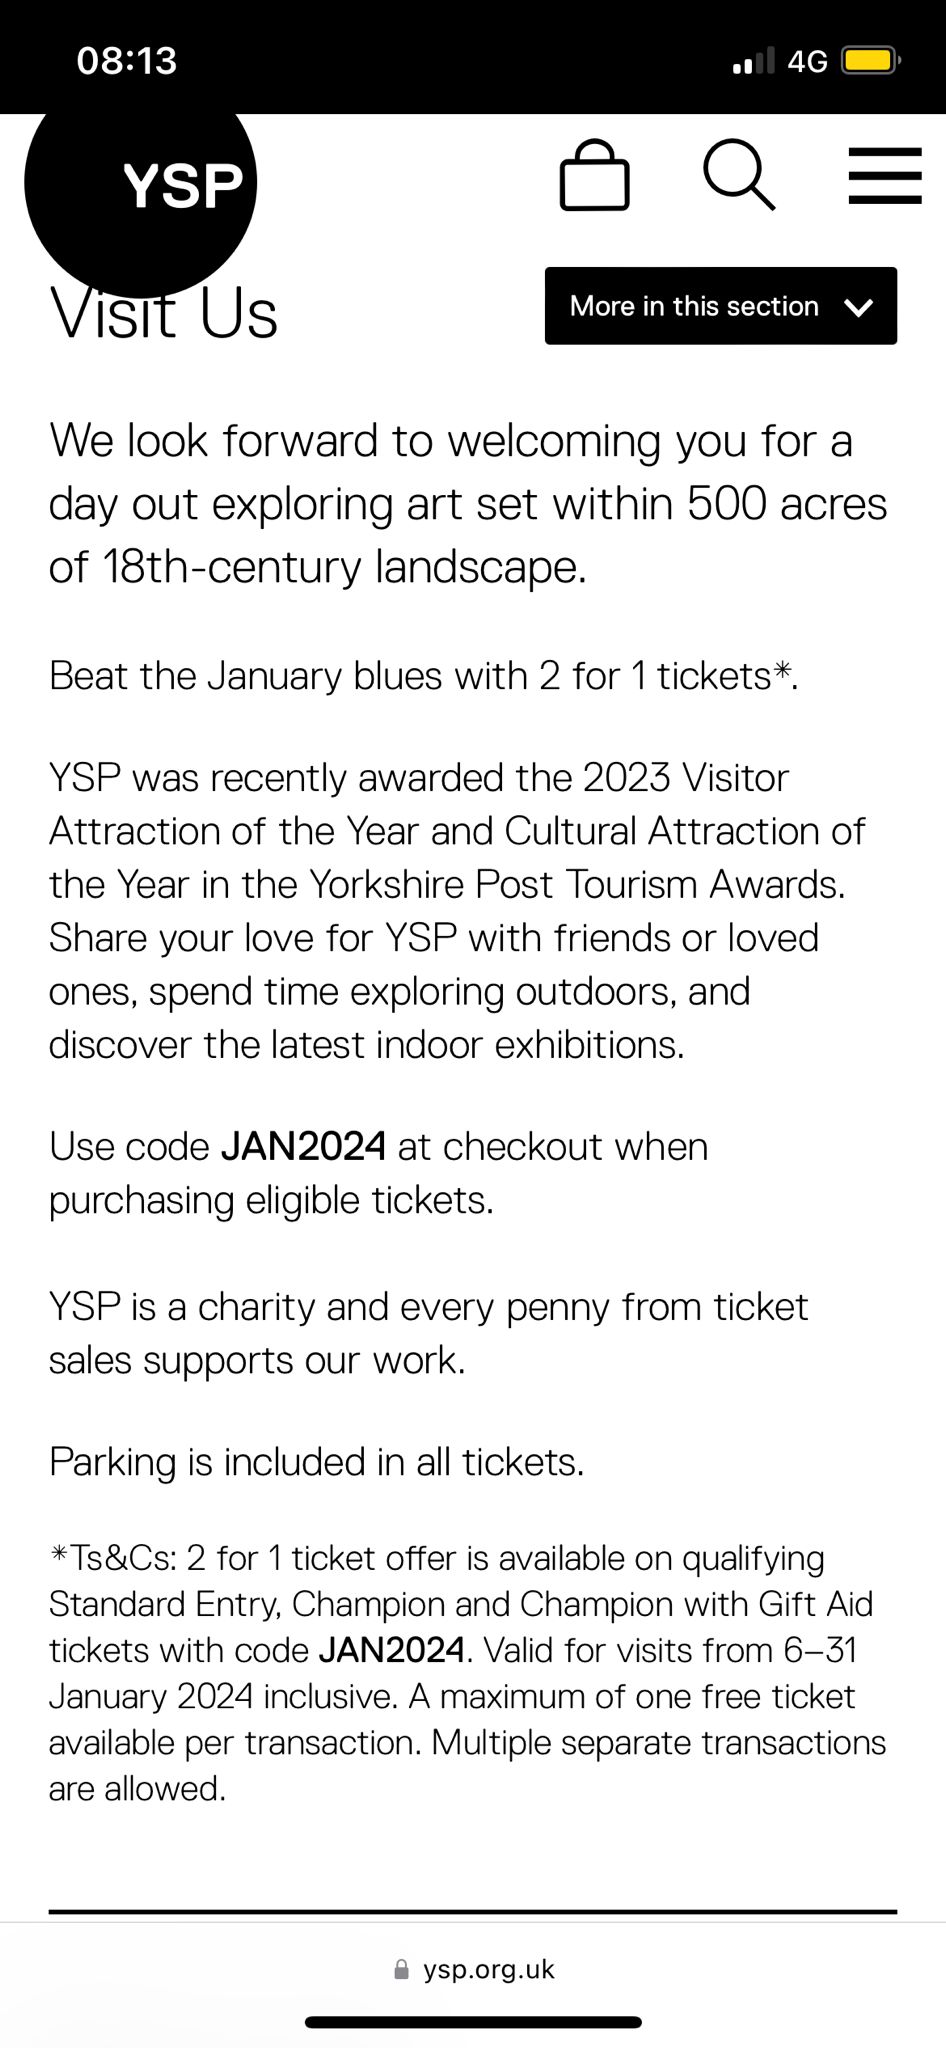 08:13
4G
YSP
Visit Us
More in this section
We look forward to welcoming you for a
day out exploring art set within 500 acres
of 18th-century landscape.
Beat the January blues with 2 for 1 tickets*.
YSP was recently awarded the 2023 Visitor
Attraction of the Year and Cultural Attraction of
the Year in the Yorkshire Post Tourism Awards.
Share your love for YSP with friends or loved
ones, spend time exploring outdoors, and
discover the latest indoor exhibitions.
Use code JAN2024 at checkout when
purchasing eligible tickets.
YSP is a charity and every penny from ticket
sales supports our work.
Parking is included in all tickets.
*Ts&Cs: 2 for 1 ticket offer is available on qualifying
Standard Entry, Champion and Champion with Gift Aid
tickets with code JAN2024. Valid for visits from 6–31
January 2024 inclusive. A maximum of one free ticket
available per transaction. Multiple separate transactions
are allowed.
ysp.org.uk